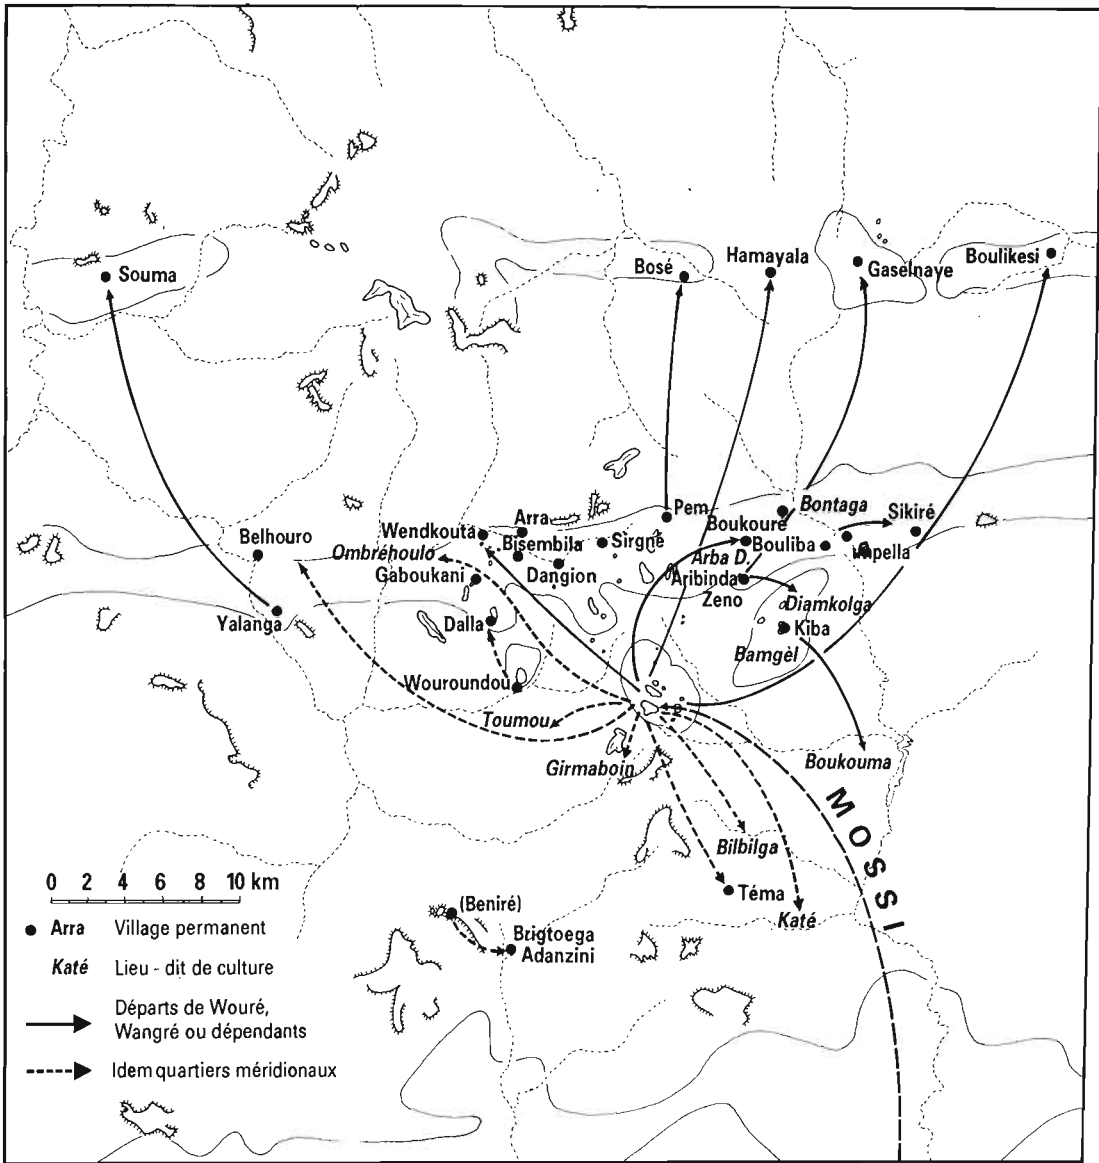 Souma
Bosé
Hamayala
Gaselnaye
Boulikesi
Pem
Bontaga
Sikiré
Wendkouta
Arra
Boukouré
Belhouro
Ombréhoulo
Bisembila
Sirgné
Arba D.
Bouliba
Gaboukani
Dangion
Aribinda
Zeno
Diamkolga
Yalanga
Dalla
Kiba
Bamgèl
Wouroundou
Toumou
Girmaboin
Boukouma
MOSSI
Bilbilga
Téma
Katé
(Beniré)
Brigtoega
Adanzini
0 2 4 6 8 10 km
Arra Village permanent
Katé Lieu - dit de culture
Départs de Wouré,
Wangré ou dépendants
Idem quartiers méridionaux